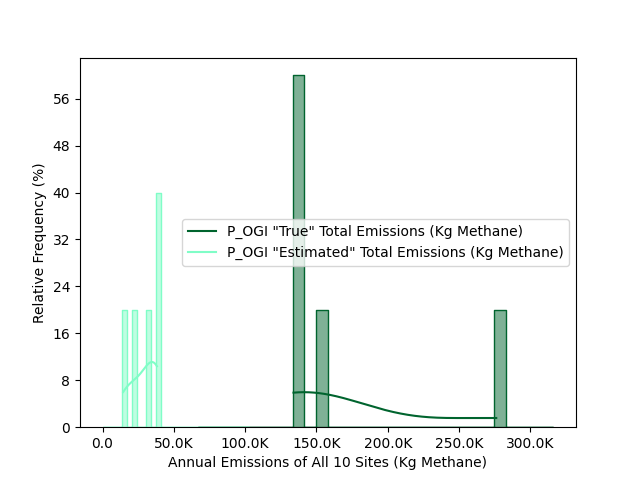 56
48
40
32
24
16
8
0
Relative Frequency (%)
P_OGI "True" Total Emissions (Kg Methane)
P_OGI "Estimated" Total Emissions (Kg Methane)
0.0 50.0K 100.0K 150.0K 200.0K 250.0K 300.0K
Annual Emissions of All 10 Sites (Kg Methane)